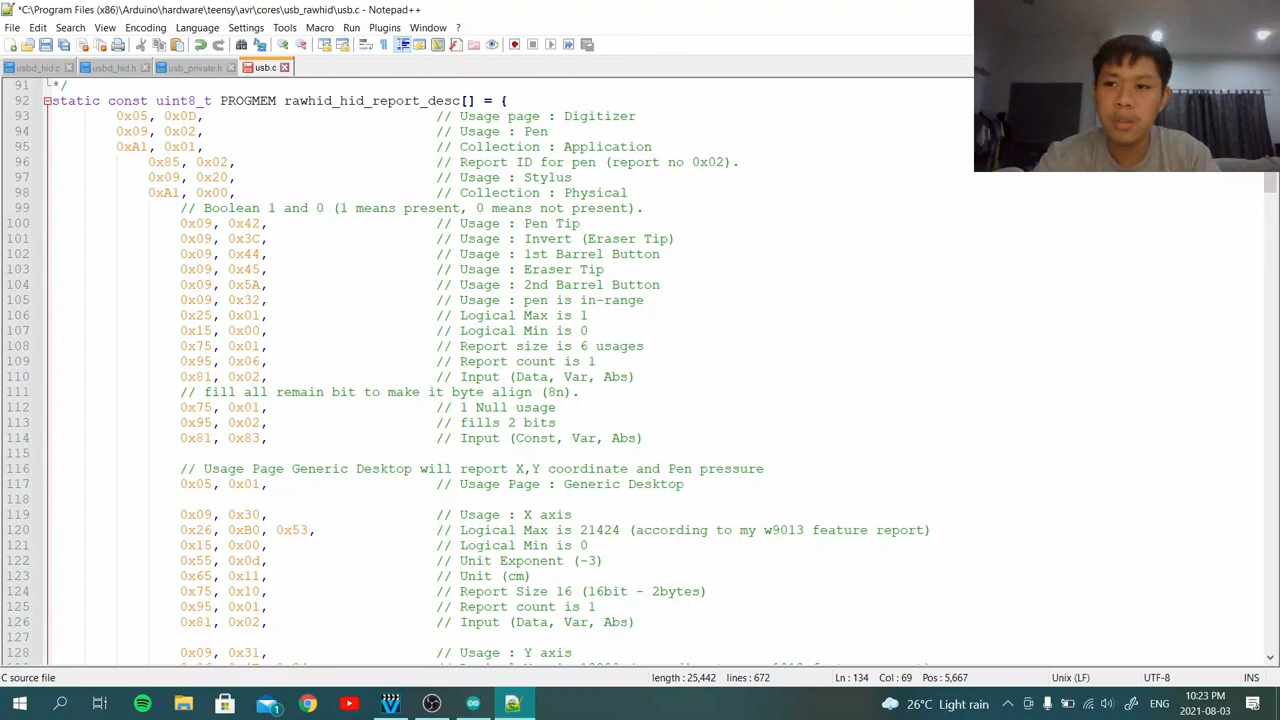 *C:\Program Files (x86)\Arduino\hardware\teensy\avr\cores\usb_rawhid\usb.c - Notepad++
File Edit Search View Encoding Language Settings Tools Macro Run Plugins Window ?
usbd_hid.c usbd_hid.h usb_private.h usb.c
91 */
92 static const uint8_t PROGMEM rawhid_hid_report_desc[] = {
93 0x05, 0x0D, // Usage page : Digitizer
94 0x09, 0x02, // Usage : Pen
95 0xA1, 0x01, // Collection : Application
96 0x85, 0x02, // Report ID for pen (report no 0x02).
97 0x09, 0x20, // Usage : Stylus
98 0xA1, 0x00, // Collection : Physical
99 // Boolean 1 and 0 (1 means present, 0 means not present).
100 0x09, 0x42, // Usage : Pen Tip
101 0x09, 0x3C, // Usage : Invert (Eraser Tip)
102 0x09, 0x44, // Usage : 1st Barrel Button
103 0x09, 0x45, // Usage : Eraser Tip
104 0x09, 0x5A, // Usage : 2nd Barrel Button
105 0x09, 0x32, // Usage : pen is in-range
106 0x25, 0x01, // Logical Max is 1
107 0x15, 0x00, // Logical Min is 0
108 0x75, 0x01, // Report size is 6 usages
109 0x95, 0x06, // Report count is 1
110 0x81, 0x02, // Input (Data, Var, Abs)
111 // fill all remain bit to make it byte align (8n).
112 0x75, 0x01, // 1 Null usage
113 0x95, 0x02, // fills 2 bits
114 0x81, 0x83, // Input (Const, Var, Abs)
115
116 // Usage Page Generic Desktop will report X,Y coordinate and Pen pressure
117 0x05, 0x01, // Usage Page : Generic Desktop
118
119 0x09, 0x30, // Usage : X axis
120 0x26, 0xB0, 0x53, // Logical Max is 21424 (according to my w9013 feature report)
121 0x15, 0x00, // Logical Min is 0
122 0x55, 0x0d, // Unit Exponent (-3)
123 0x65, 0x11, // Unit (cm)
124 0x75, 0x10, // Report Size 16 (16bit - 2bytes)
125 0x95, 0x01, // Report count is 1
126 0x81, 0x02, // Input (Data, Var, Abs)
127
128 0x09, 0x31, // Usage : Y axis
C source file length : 25,442 lines : 672 Ln : 134 Col : 69 Pos : 5,667 Unix (LF) UTF-8 INS
26°C Light rain 10:23 PM
2021-08-03